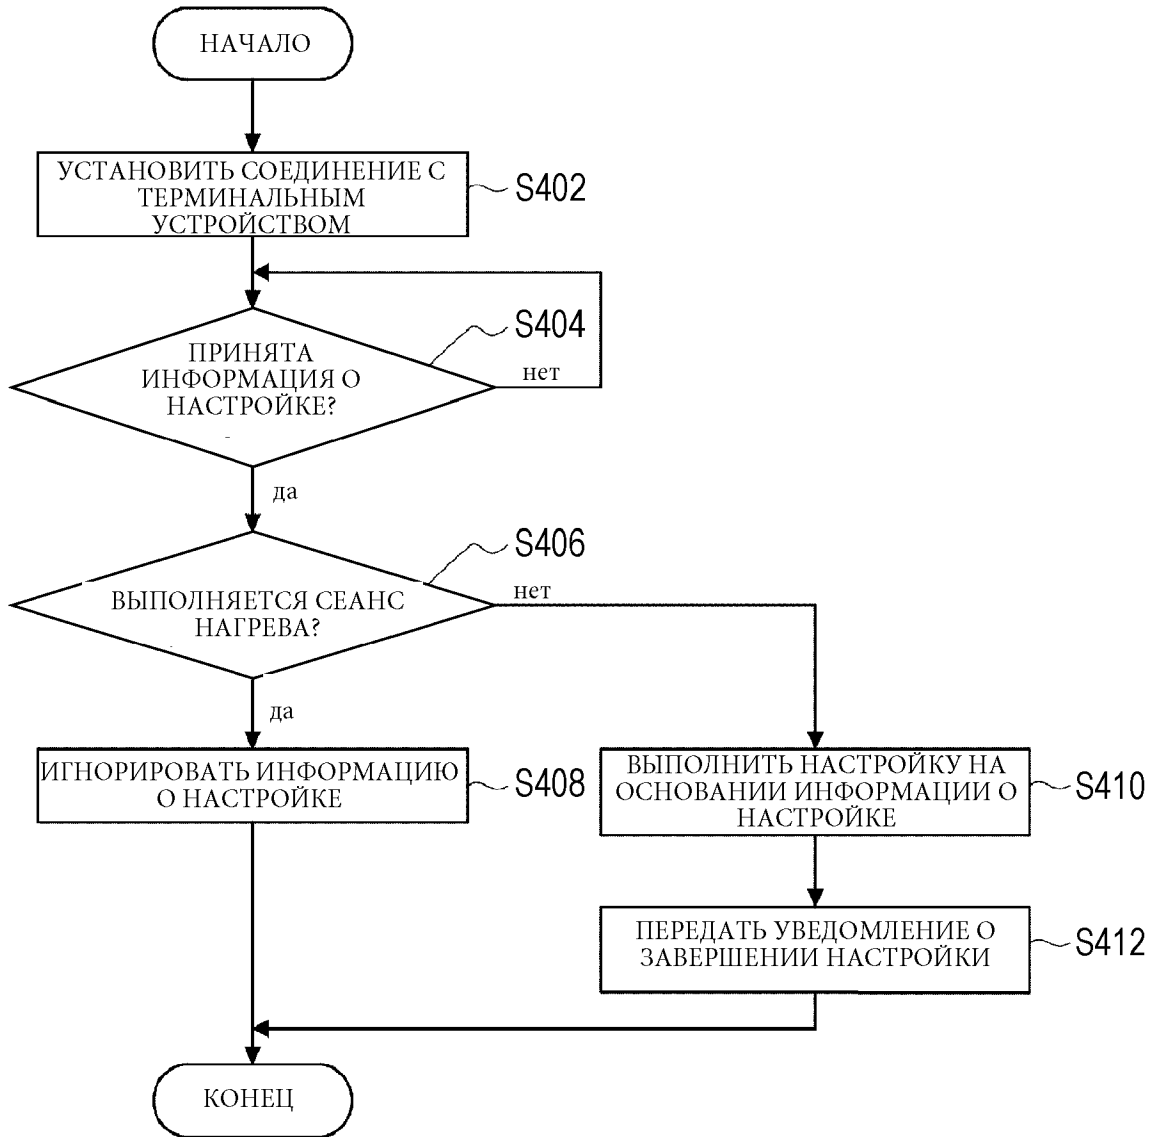 НАЧАЛО
УСТАНОВИТЬ СОЕДИНЕНИЕ С
ТЕРМИНАЛЬНЫМ
УСТРОЙСТВОМ
S402
S404
ПРИНЯТА
ИНФОРМАЦИЯ О
НАСТРОЙКЕ?
нет
да
S406
нет
ВЫПОЛНЯЕТСЯ СЕАНС
НАГРЕВА?
да
ИГНОРИРОВАТЬ ИНФОРМАЦИЮ
О НАСТРОЙКЕ
S408
ВЫПОЛНИТЬ НАСТРОЙКУ НА
ОСНОВАНИИ ИНФОРМАЦИИ О
НАСТРОЙКЕ
S410
ПЕРЕДАТЬ УВЕДОМЛЕНИЕ О
ЗАВЕРШЕНИИ НАСТРОЙКИ
S412
КОНЕЦ